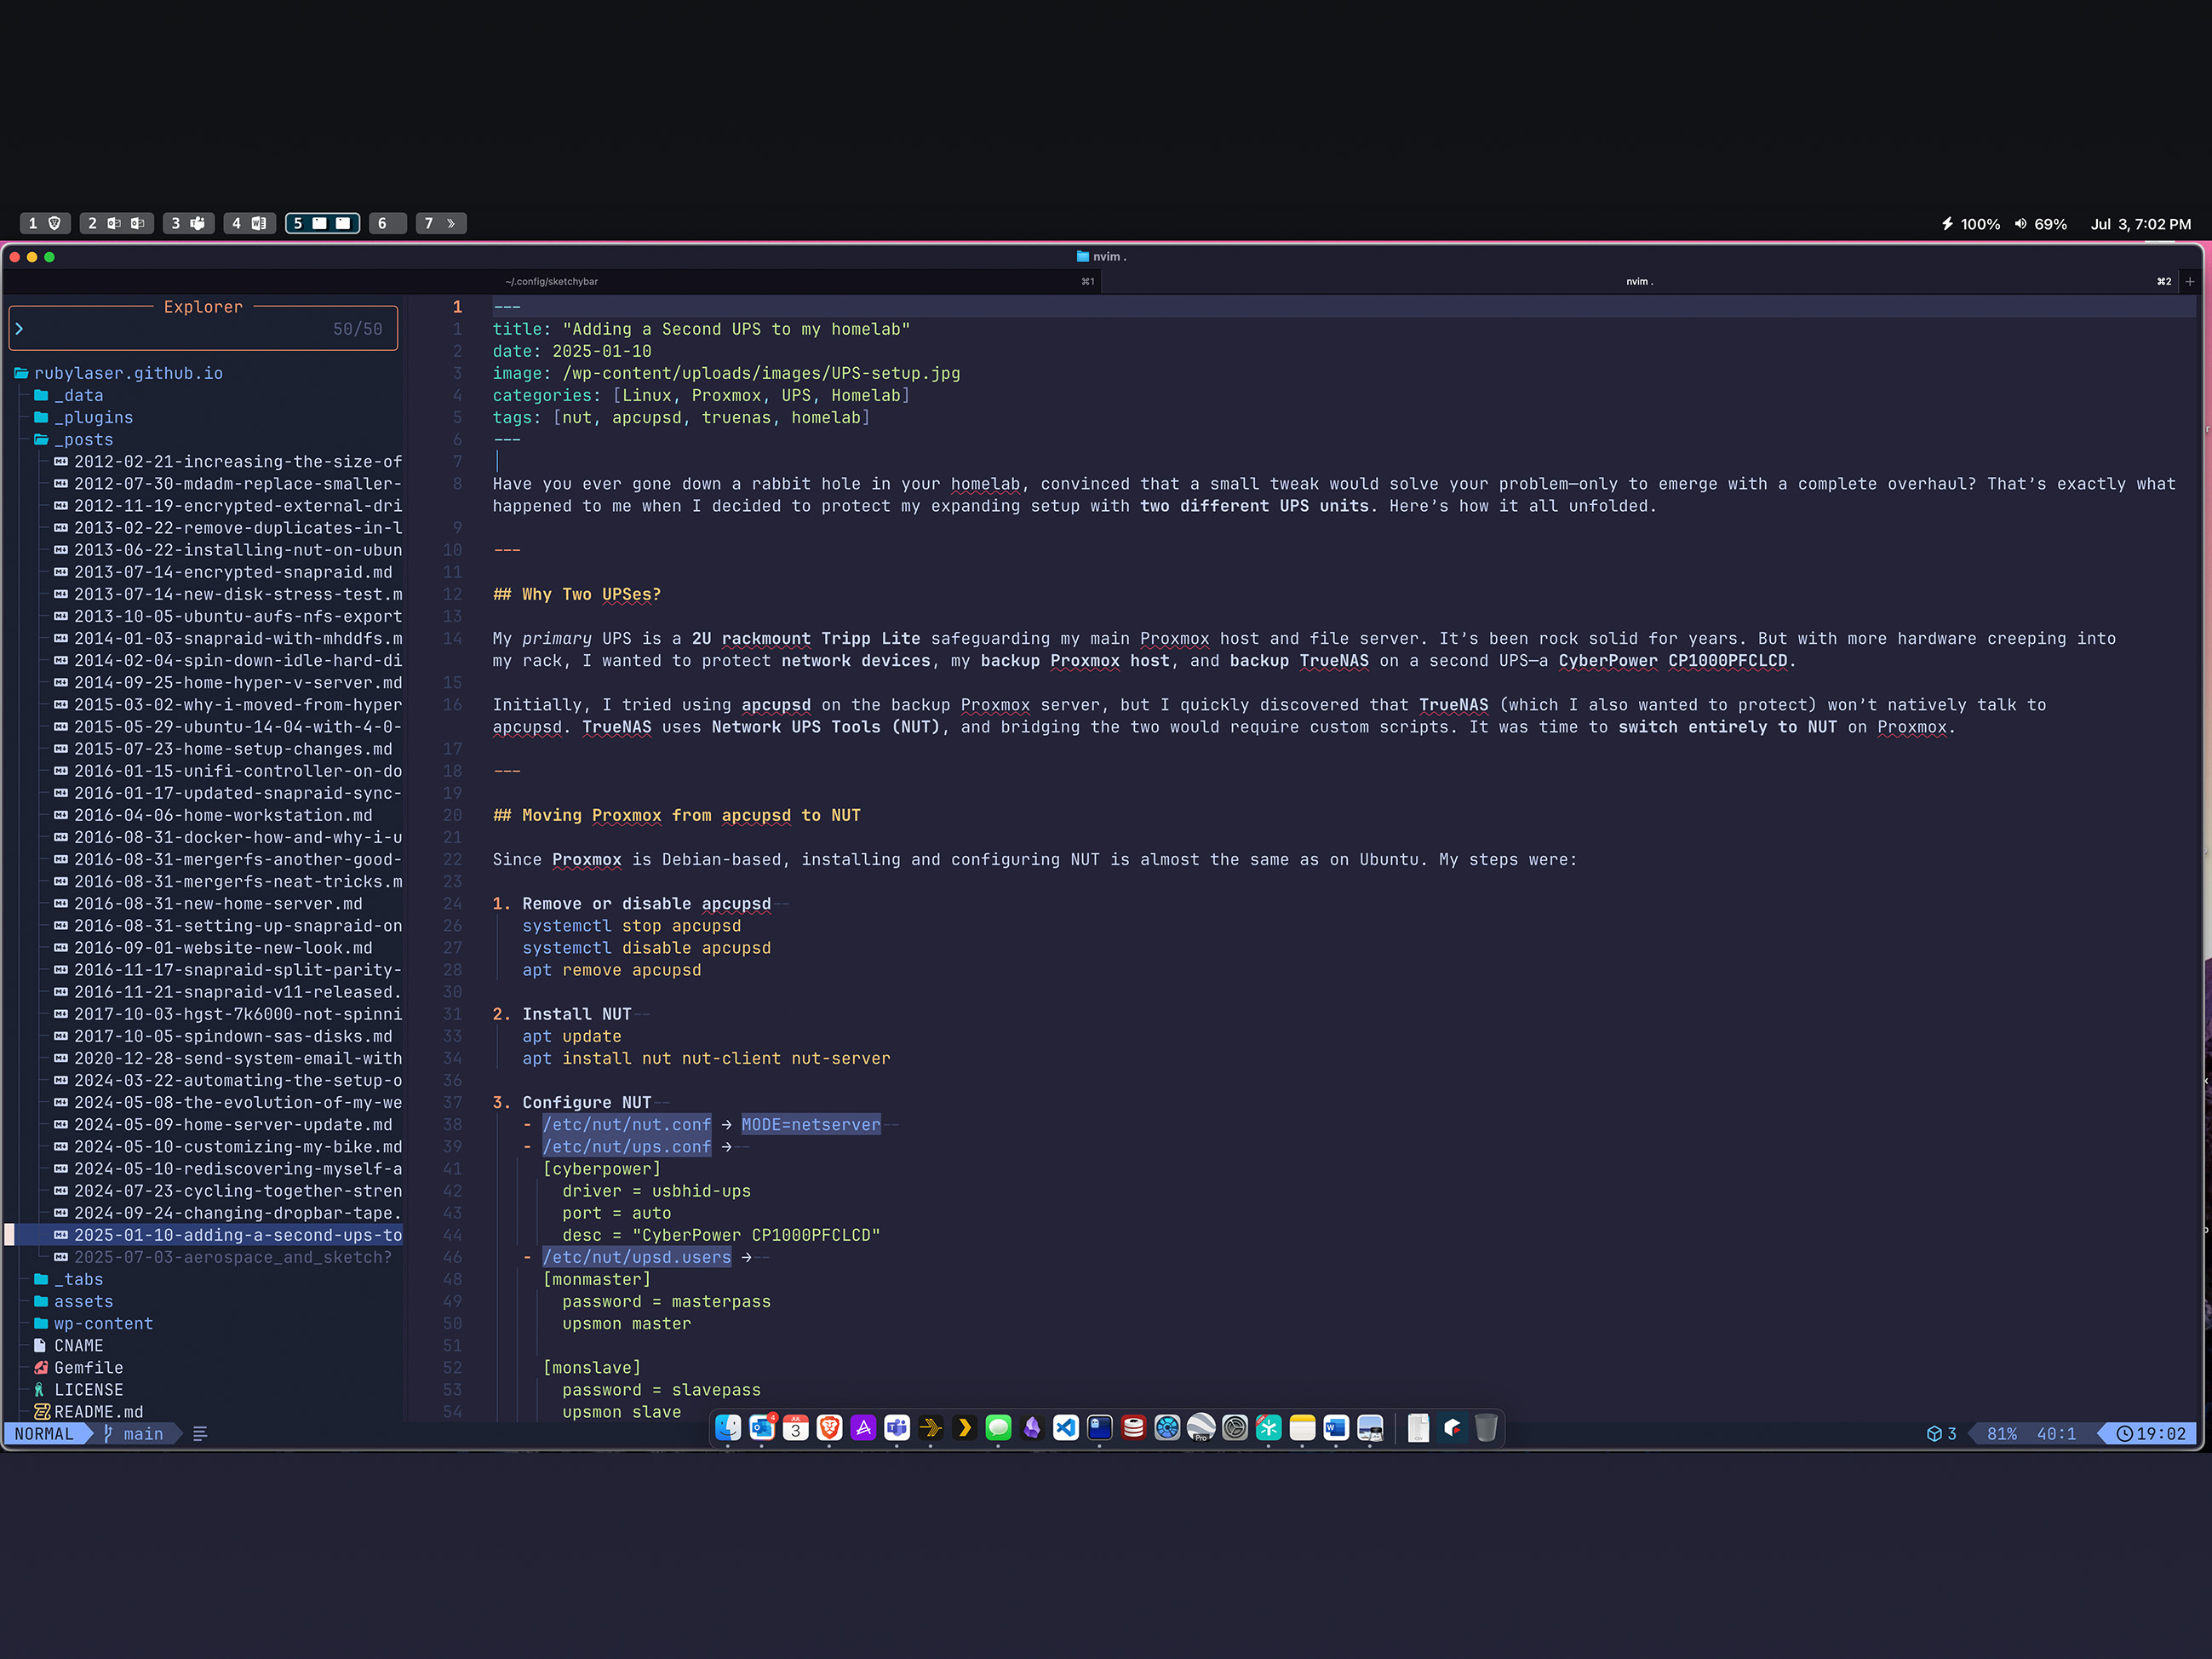 1
2
3
4
5
6
7
100%
69%
Jul 3, 7:02 PM
nvim .
~/.config/sketchybar
⌘1
nvim .
⌘2
Explorer
50/50
rubylaser.github.io
_data
_plugins
_posts
2012-02-21-increasing-the-size-of
2012-07-30-mdadm-replace-smaller-
2012-11-19-encrypted-external-dri
2013-02-22-remove-duplicates-in-l
2013-06-22-installing-nut-on-ubun
2013-07-14-encrypted-snapraid.md
2013-07-14-new-disk-stress-test.m
2013-10-05-ubuntu-aufs-nfs-export
2014-01-03-snapraid-with-mhddfs.m
2014-02-04-spin-down-idle-hard-di
2014-09-25-home-hyper-v-server.md
2015-03-02-why-i-moved-from-hyper
2015-05-29-ubuntu-14-04-with-4-0-
2015-07-23-home-setup-changes.md
2016-01-15-unifi-controller-on-do
2016-01-17-updated-snapraid-sync-
2016-04-06-home-workstation.md
2016-08-31-docker-how-and-why-i-u
2016-08-31-mergerfs-another-good-
2016-08-31-mergerfs-neat-tricks.m
2016-08-31-new-home-server.md
2016-08-31-setting-up-snapraid-on
2016-09-01-website-new-look.md
2016-11-17-snapraid-split-parity-
2016-11-21-snapraid-v11-released.
2017-10-03-hgst-7k6000-not-spinni
2017-10-05-spindown-sas-disks.md
2020-12-28-send-system-email-with
2024-03-22-automating-the-setup-o
2024-05-08-the-evolution-of-my-we
2024-05-09-home-server-update.md
2024-05-10-customizing-my-bike.md
2024-05-10-rediscovering-myself-a
2024-07-23-cycling-together-stren
2024-09-24-changing-dropbar-tape.
2025-01-10-adding-a-second-ups-to
2025-07-03-aerospace_and_sketch?
_tabs
assets
wp-content
CNAME
Gemfile
LICENSE
README.md
1 ---
1 title: "Adding a Second UPS to my homelab"
2 date: 2025-01-10
3 image: /wp-content/uploads/images/UPS-setup.jpg
4 categories: [Linux, Proxmox, UPS, Homelab]
5 tags: [nut, apcupsd, truenas, homelab]
6 ---
7
8 Have you ever gone down a rabbit hole in your homelab, convinced that a small tweak would solve your problem—only to emerge with a complete overhaul? That's exactly what
happened to me when I decided to protect my expanding setup with two different UPS units. Here's how it all unfolded.
9
10 ---
11
12 ## Why Two UPSes?
13
14 My primary UPS is a 2U rackmount Tripp Lite safeguarding my main Proxmox host and file server. It's been rock solid for years. But with more hardware creeping into
my rack, I wanted to protect network devices, my backup Proxmox host, and backup TrueNAS on a second UPS—a CyberPower CP1000PFCLCD.
15
16 Initially, I tried using apcupsd on the backup Proxmox server, but I quickly discovered that TrueNAS (which I also wanted to protect) won't natively talk to
apcupsd. TrueNAS uses Network UPS Tools (NUT), and bridging the two would require custom scripts. It was time to switch entirely to NUT on Proxmox.
17
18 ---
19
20 ## Moving Proxmox from apcupsd to NUT
21
22 Since Proxmox is Debian-based, installing and configuring NUT is almost the same as on Ubuntu. My steps were:
23
24 1. Remove or disable apcupsd--
26 systemctl stop apcupsd
27 systemctl disable apcupsd
28 apt remove apcupsd
30
31 2. Install NUT--
33 apt update
34 apt install nut nut-client nut-server
36
37 3. Configure NUT--
38 - /etc/nut/nut.conf → MODE=netserver--
39 - /etc/nut/ups.conf →--
41 [cyberpower]
42 driver = usbhid-ups
43 port = auto
44 desc = "CyberPower CP1000PFCLCD"
46 - /etc/nut/upsd.users →--
48 [monmaster]
49 password = masterpass
50 upsmon master
51
52 [monslave]
53 password = slavepass
54 upsmon slave
NORMAL
main
4
JUL
3
Pro
3
81%
40:1
19:02